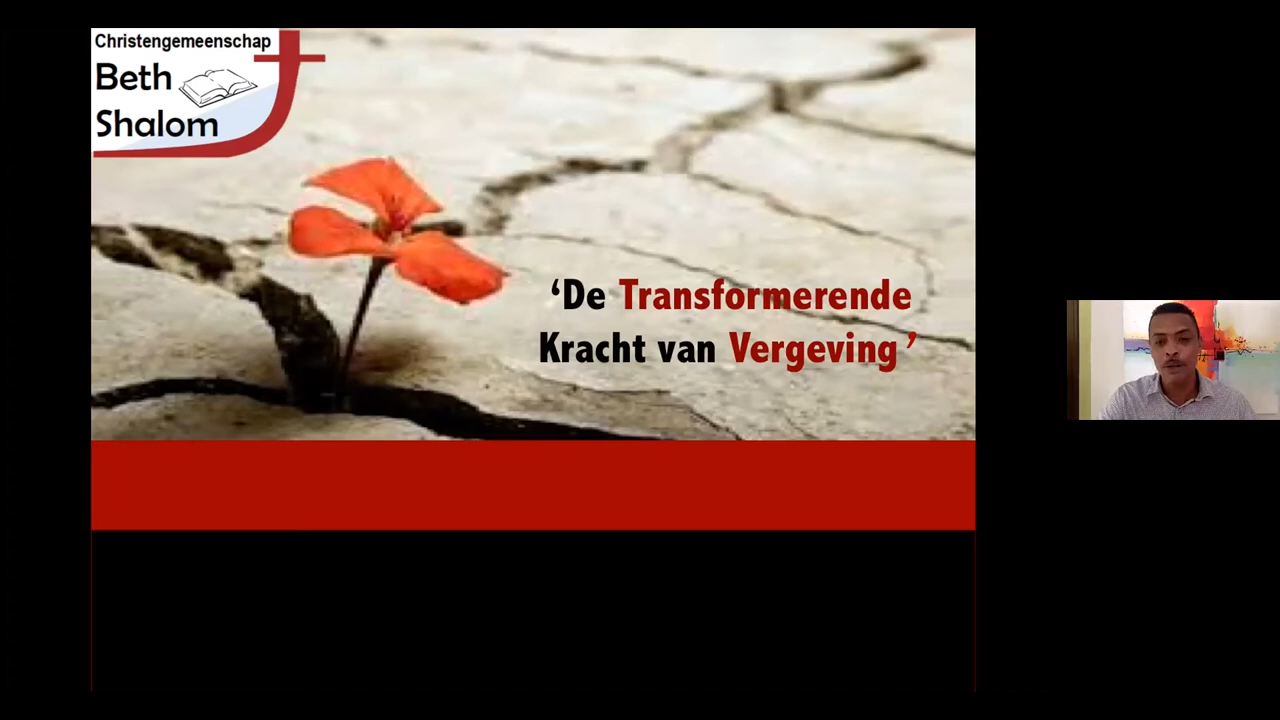 Christengemeenschap
Beth
Shalom
‘De Transformerende
Kracht van Vergeving’